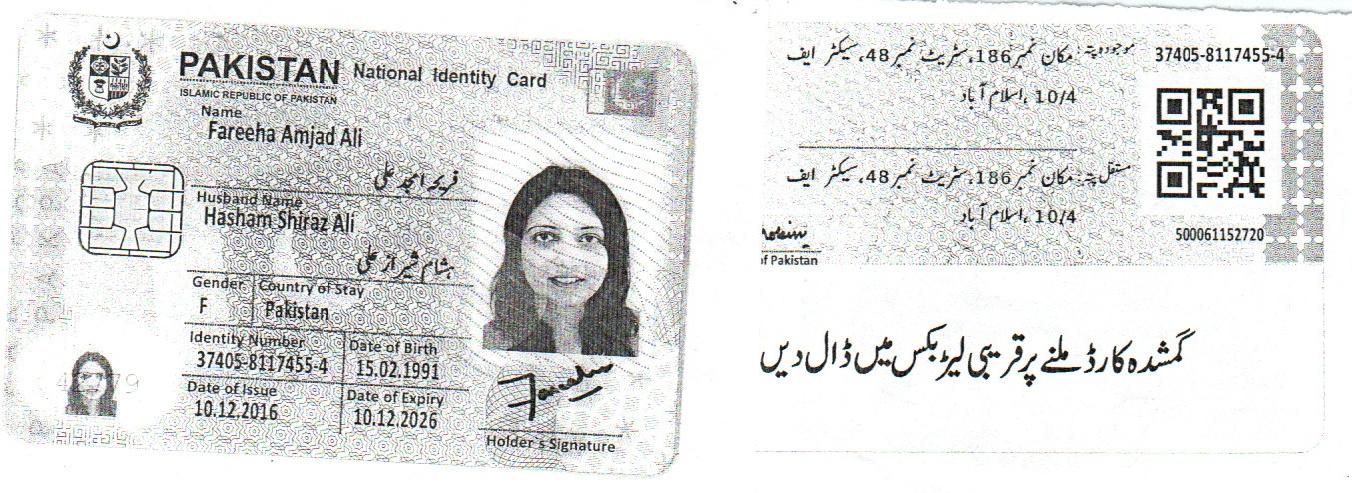 PAKISTAN National Identity Card
ISLAMIC REPUBLIC OF PAKISTAN
Name
Fareeha Amjad Ali
فریحہ امجد علی
Husband Name
Hasham Shiraz Ali
ہشام شیراز علی
Gender Country of Stay
F Pakistan
Identity Number Date of Birth
37405-8117455-4 15.02.1991
Date of Issue Date of Expiry
10.12.2016 10.12.2026
Holder's Signature
37405-8117455-4
موجودہ پتہ: مکان نمبر 186، سٹریٹ نمبر 48، سیکٹر ایف
10/4، اسلام آباد
مستقل پتہ: مکان نمبر 186، سٹریٹ نمبر 48، سیکٹر ایف
10/4، اسلام آباد
500061152720
of Pakistan
گمشدہ کارڈ ملنے پر قریبی لیٹر بکس میں ڈال دیں